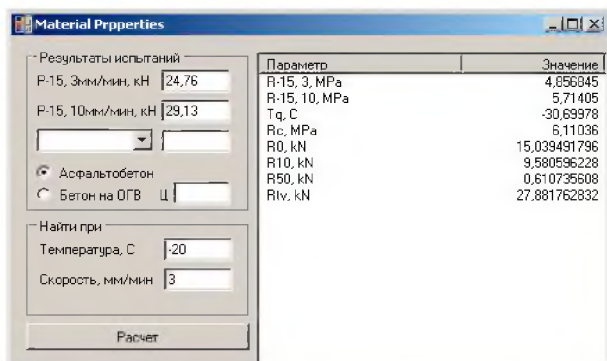 Material Prpperties
Результаты испытаний
P-15, 3мм/мин, кН 24,76
P-15, 10мм/мин, кН 29,13
Асфальтобетон
Бетон на ОГВ Ц
Найти при
Температура, С -20
Скорость, мм/мин 3
Расчет
Параметр Значение
R-15, 3, MPa 4,856845
R-15, 10, MPa 5,71405
Tq, C -30,69978
Rc, MPa 6,11036
R0, kN 15,039491796
R10, kN 9,580596228
R50, kN 0,610735608
Rtv, kN 27,881762832